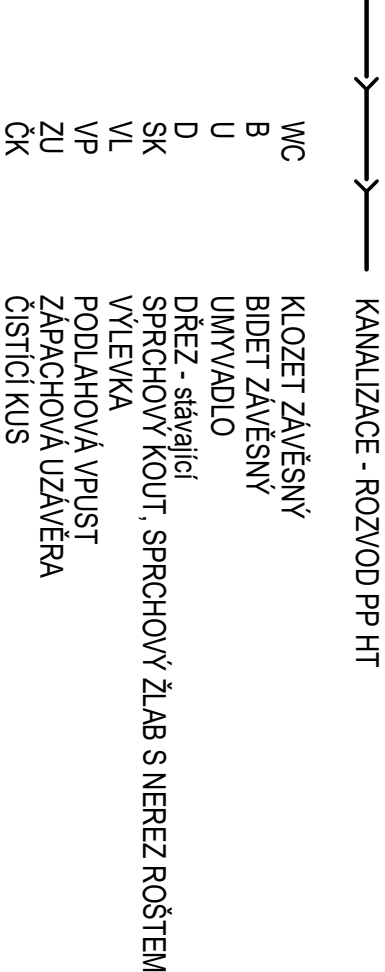 KANALIZACE - ROZVOD PP HT
WC KLOZET ZÁVĚSNÝ
B BIDET ZÁVĚSNÝ
U UMYVADLO
D DŘEZ - stávající
SK SPRCHOVÝ KOUT, SPRCHOVÝ ŽLAB S NEREZ ROŠTEM
VL VÝLEVKA
VP PODLAHOVÁ VPUST
ZU ZÁPACHOVÁ UZÁVĚRA
ČK ČISTÍCÍ KUS